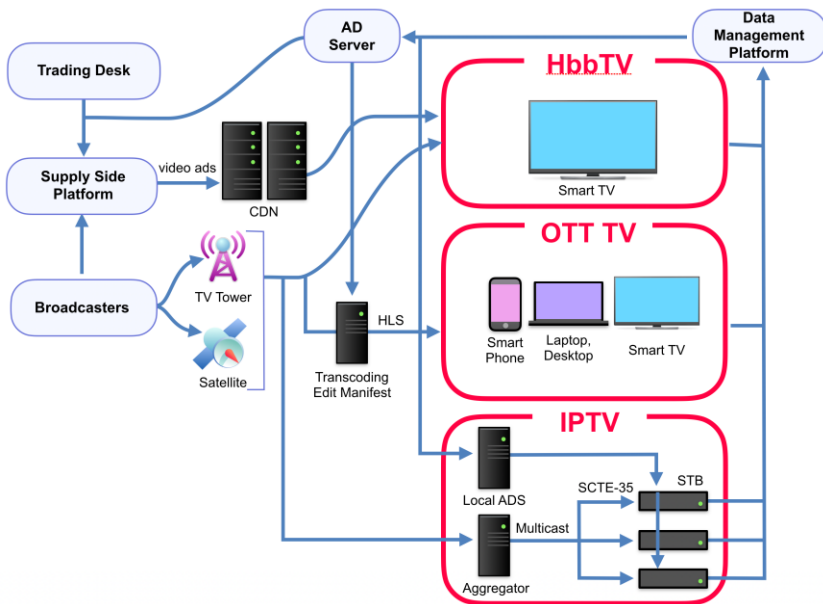 AD
Server
Data
Management
Platform
Trading Desk
HbbTV
Smart TV
video ads
CDN
Supply Side
Platform
OTT TV
TV Tower
Broadcasters
HLS
Smart
Phone
Laptop,
Desktop
Smart TV
Satellite
Transcoding
Edit Manifest
IPTV
Local ADS
SCTE-35
STB
Multicast
Aggregator